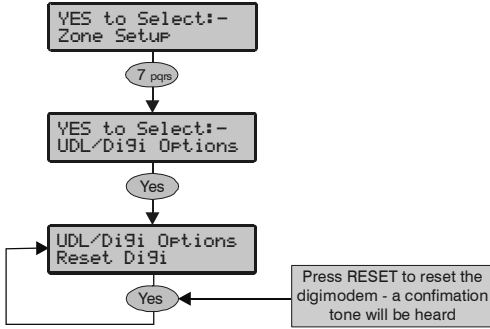 YES to Select:-
Zone Setup
7 pqrs
YES to Select:-
UDL/Digi Options
Yes
UDL/Digi Options
Reset Digi
Yes
Press RESET to reset the
digimodem - a confimation
tone will be heard